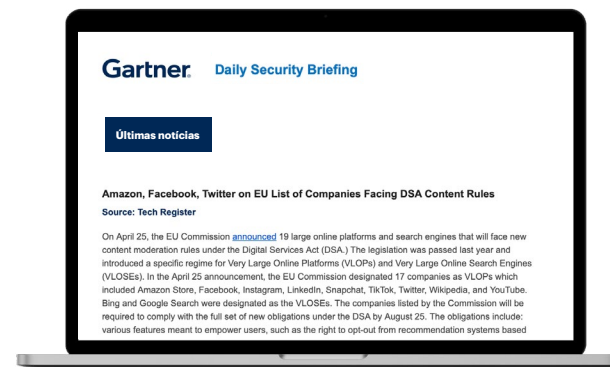 Gartner® Daily Security Briefing
Últimas notícias
Amazon, Facebook, Twitter on EU List of Companies Facing DSA Content Rules
Source: Tech Register
On April 25, the EU Commission announced 19 large online platforms and search engines that will face new
content moderation rules under the Digital Services Act (DSA.) The legislation was passed last year and
introduced a specific regime for Very Large Online Platforms (VLOPs) and Very Large Online Search Engines
(VLOSEs). In the April 25 announcement, the EU Commission designated 17 companies as VLOPs which
included Amazon Store, Facebook, Instagram, LinkedIn, Snapchat, TikTok, Twitter, Wikipedia, and YouTube.
Bing and Google Search were designated as the VLOSEs. The companies listed by the Commission will be
required to comply with the full set of new obligations under the DSA by August 25. The obligations include:
various features meant to empower users, such as the right to opt-out from recommendation systems based